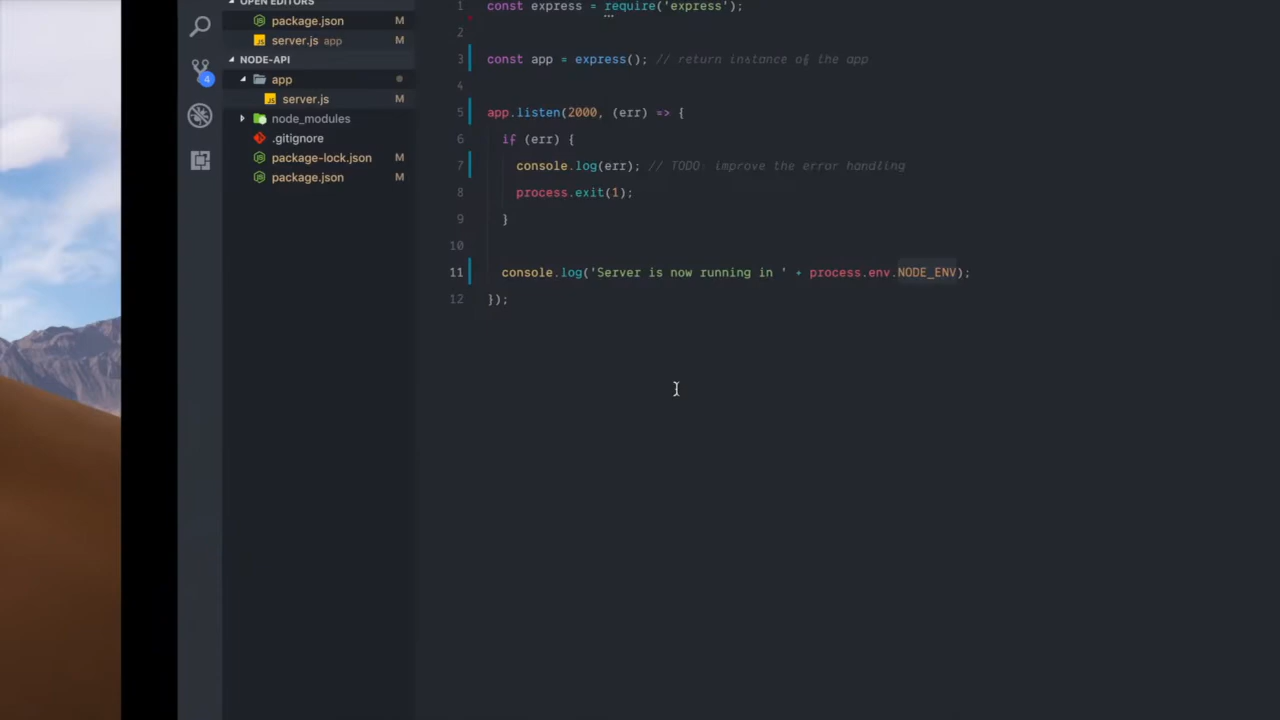 OPEN EDITORS
package.json M
server.js app M
NODE-API
app
server.js M
node_modules
.gitignore
package-lock.json M
package.json M
4
1 const express = require('express');
2
3 const app = express(); // return instance of the app
4
5 app.listen(2000, (err) => {
6 if (err) {
7 console.log(err); // TODO: improve the error handling
8 process.exit(1);
9 }
10
11 console.log('Server is now running in ' + process.env.NODE_ENV);
12 });